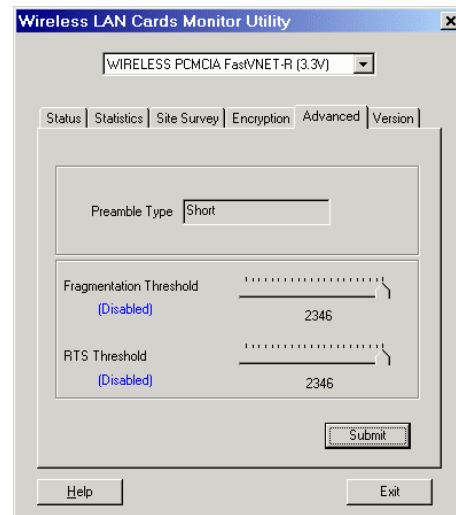 Wireless LAN Cards Monitor Utility
WIRELESS PCMCIA FastVNET-R (3.3V)
Status Statistics Site Survey Encryption Advanced Version
Preamble Type Short
Fragmentation Threshold
(Disabled)
2346
RTS Threshold
(Disabled)
2346
Submit
Help Exit